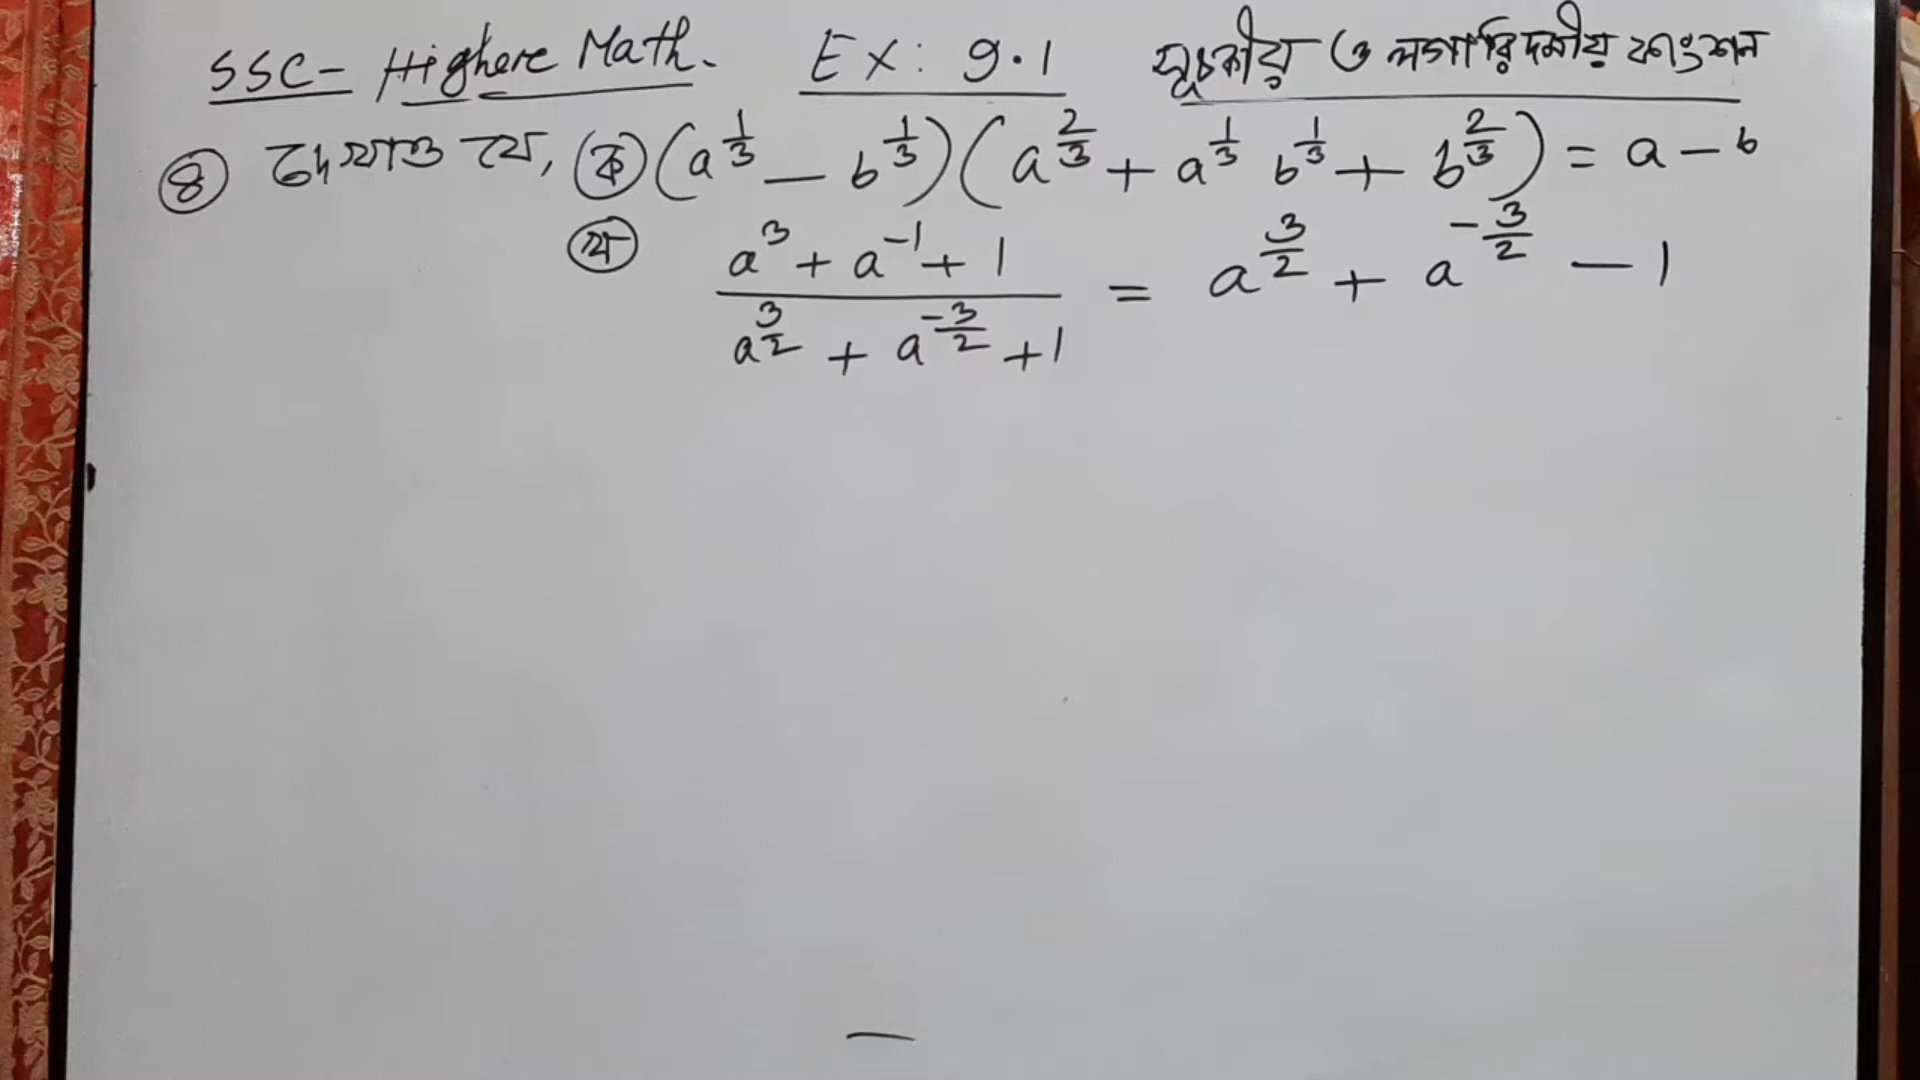 SSC- Highere Math. Ex: 9.1 সূচকীয় ও লগারিদমীয় ফাংশন
৪ দেখাও যে, ক (a^{1/3} - b^{1/3}) (a^{2/3} + a^{1/3} b^{1/3} + b^{2/3}) = a - b
খ (a^3 + a^{-1} + 1) / (a^{3/2} + a^{-3/2} + 1) = a^{3/2} + a^{-3/2} - 1